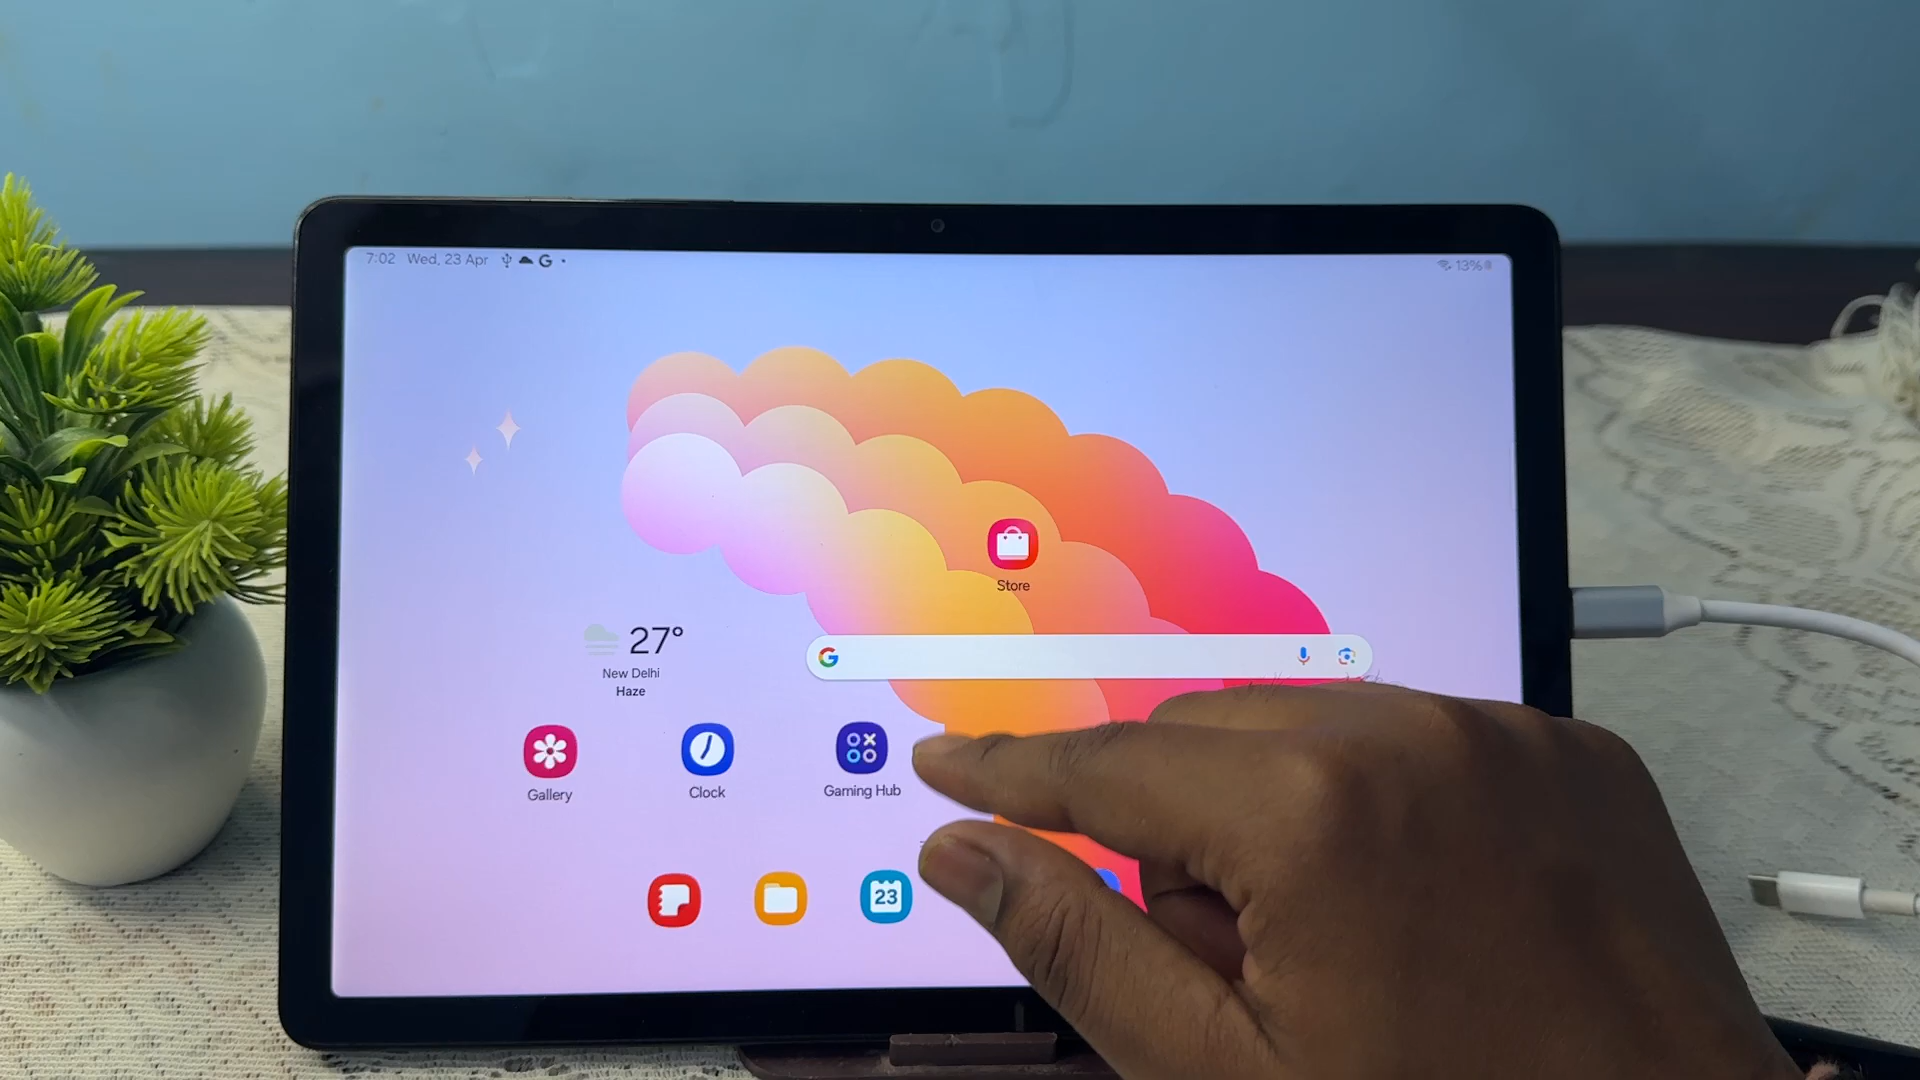 7:02 Wed, 23 Apr G
13%
Store
27°
G
New Delhi
Haze
Gallery
Clock
Gaming Hub
23